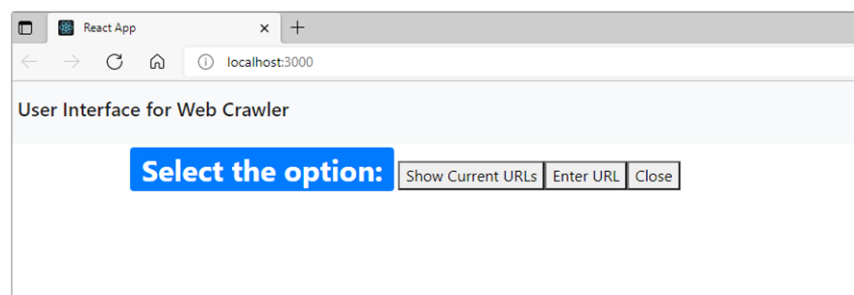 React App
localhost:3000
User Interface for Web Crawler
Select the option: Show Current URLs Enter URL Close